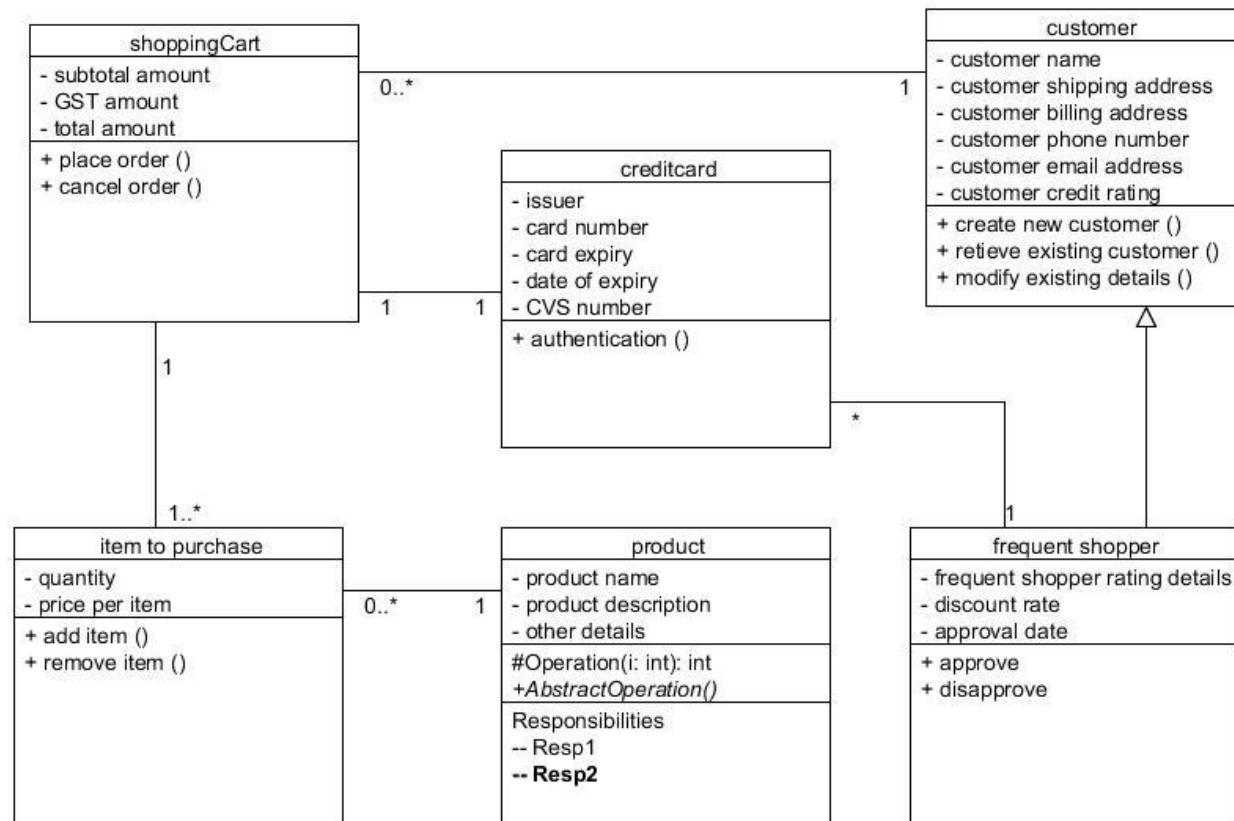 shoppingCart
- subtotal amount
- GST amount
- total amount
+ place order ()
+ cancel order ()
customer
- customer name
- customer shipping address
- customer billing address
- customer phone number
- customer email address
- customer credit rating
+ create new customer ()
+ retieve existing customer ()
+ modify existing details ()
0..*
1
creditcard
- issuer
- card number
- card expiry
- date of expiry
- CVS number
+ authentication ()
1
1
1
*
1..*
1
item to purchase
- quantity
- price per item
+ add item ()
+ remove item ()
0..*
1
product
- product name
- product description
- other details
#Operation(i: int): int
+AbstractOperation()
Responsibilities
-- Resp1
-- Resp2
frequent shopper
- frequent shopper rating details
- discount rate
- approval date
+ approve
+ disapprove